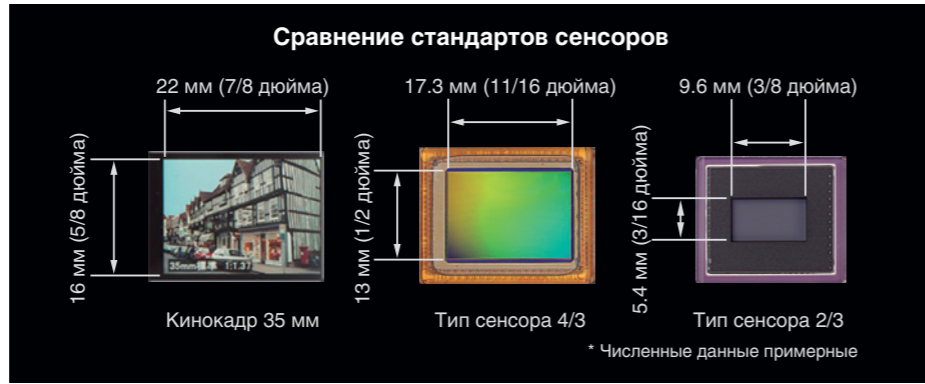 Сравнение стандартов сенсоров
22 мм (7/8 дюйма)
17.3 мм (11/16 дюйма)
9.6 мм (3/8 дюйма)
16 мм (5/8 дюйма)
13 мм (1/2 дюйма)
5.4 мм (3/16 дюйма)
35mm標準 1:1.37
Кинокадр 35 мм
Тип сенсора 4/3
Тип сенсора 2/3
* Численные данные примерные